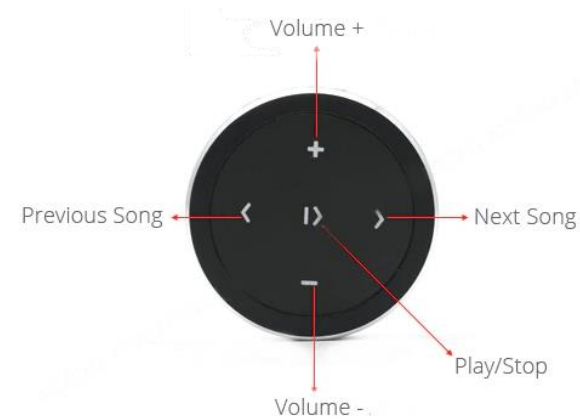 Volume +
Previous Song
Next Song
Play/Stop
Volume -